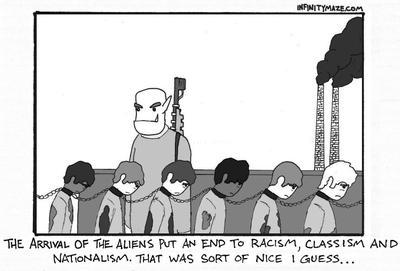 INFINITYMAZE.COM
THE ARRIVAL OF THE ALIENS PUT AN END TO RACISM, CLASSISM AND
NATIONALISM. THAT WAS SORT OF NICE I GUESS...